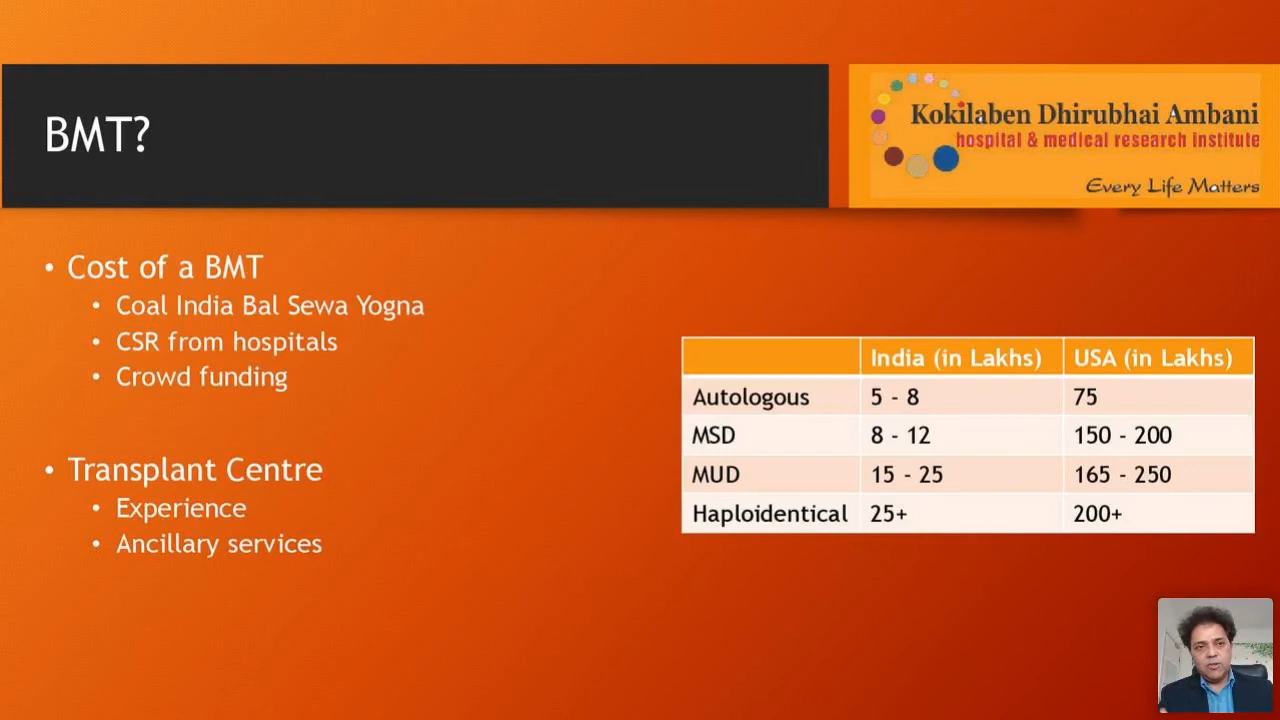 BMT?
Kokilaben Dhirubhai Ambani
hospital & medical research institute
Every Life Matters
• Cost of a BMT
• Coal India Bal Sewa Yogna
• CSR from hospitals
• Crowd funding
• Transplant Centre
• Experience
• Ancillary services
India (in Lakhs) USA (in Lakhs)
Autologous 5 - 8 75
MSD 8 - 12 150 - 200
MUD 15 - 25 165 - 250
Haploidentical 25+ 200+